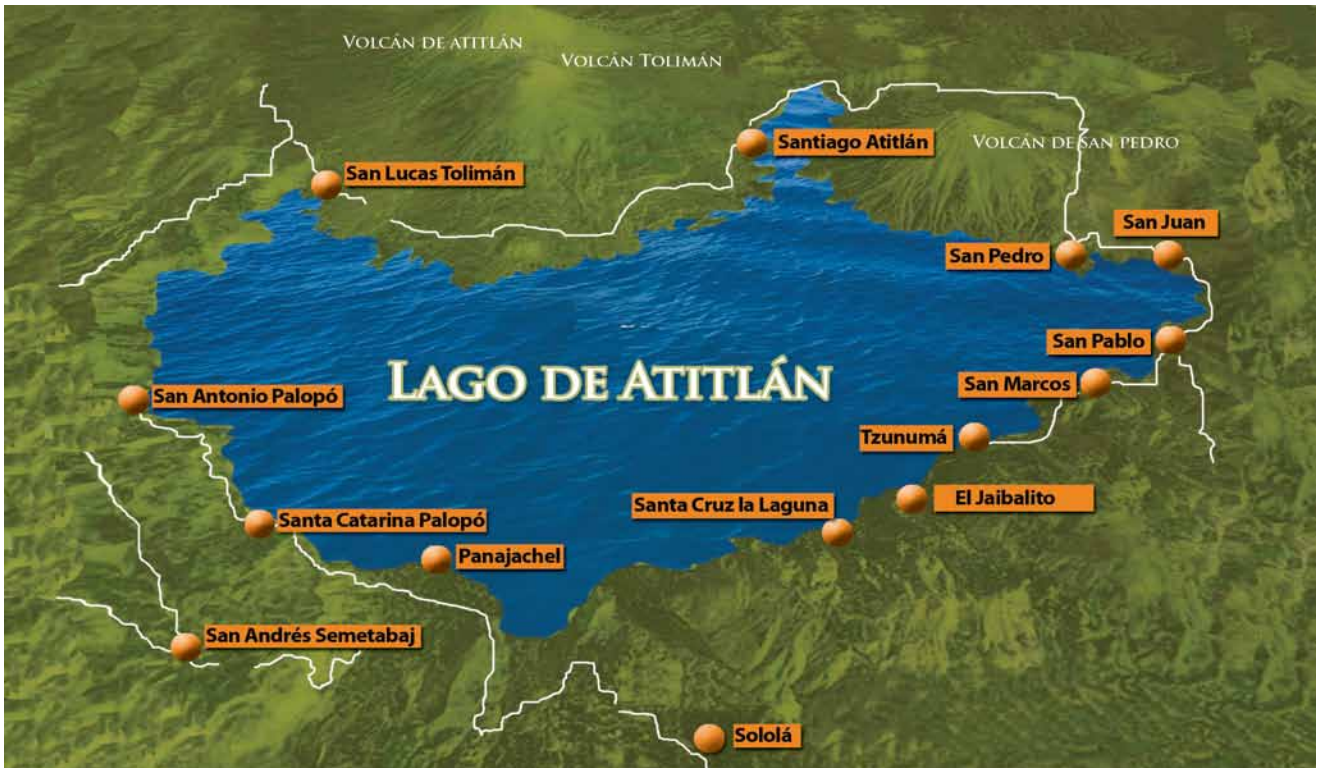 VOLCÁN DE ATITLÁN
VOLCÁN TOLIMÁN
Santiago Atitlán
VOLCÁN DE SAN PEDRO
San Lucas Tolimán
San Juan
San Pedro
San Pablo
LAGO DE ATITLÁN
San Marcos
San Antonio Palopó
Tzunumá
El Jaibalito
Santa Cruz la Laguna
Santa Catarina Palopó
Panajachel
San Andrés Semetabaj
Sololá